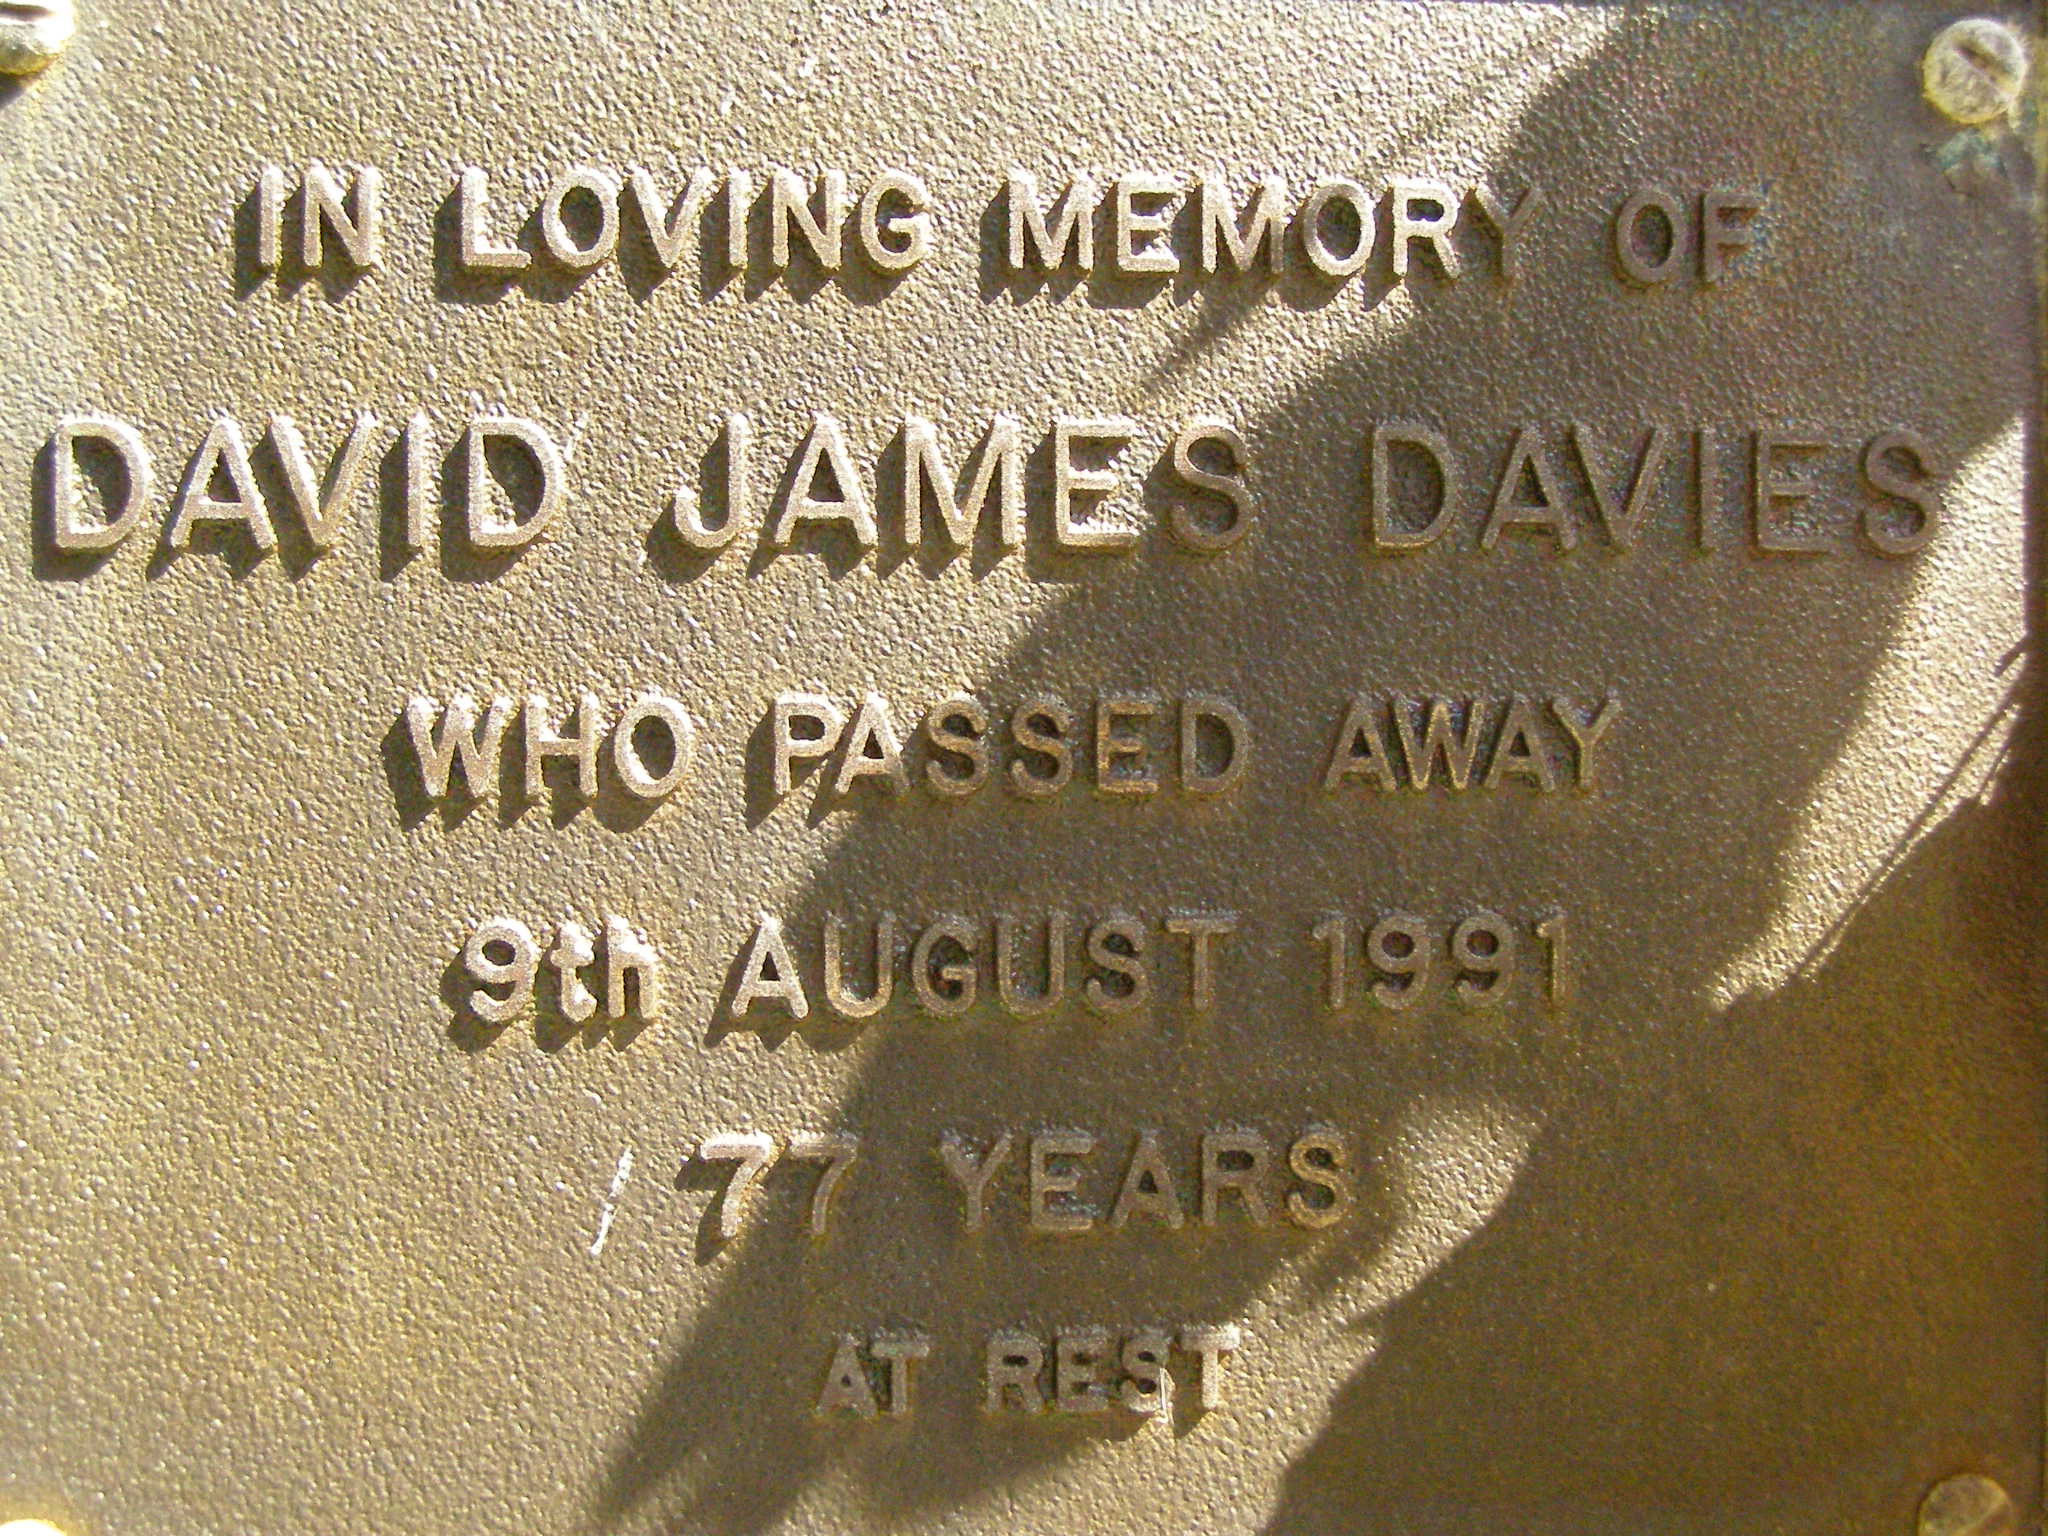 IN LOVING MEMORY OF
DAVID JAMES DAVIES
WHO PASSED AWAY
9th AUGUST 1991
77 YEARS
AT REST